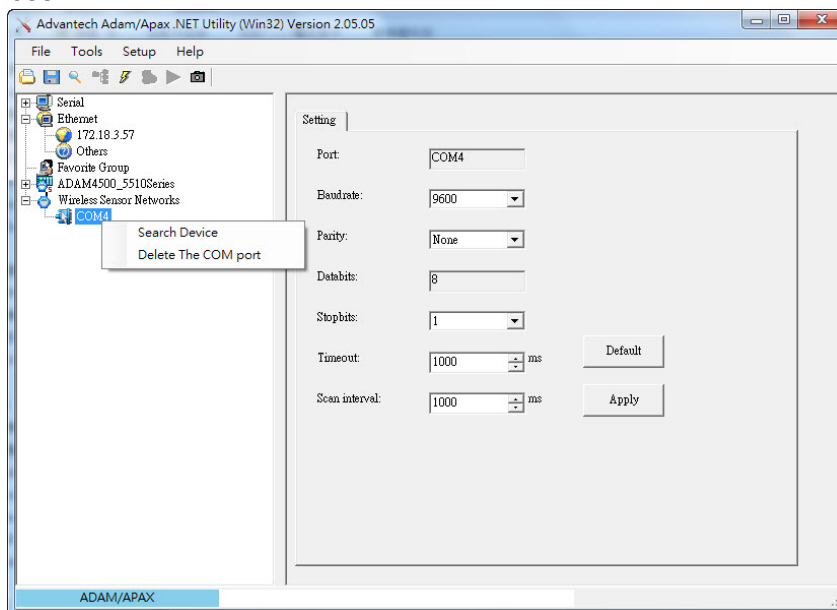 Advantech Adam/Apax .NET Utility (Win32) Version 2.05.05
File Tools Setup Help
Serial
Ethernet
172.18.3.57
Others
Favorite Group
ADAM4500_5510Series
Wireless Sensor Networks
COM4
Search Device
Delete The COM port
Setting
Port: COM4
Baudrate: 9600
Parity: None
Databits: 8
Stopbits: 1
Timeout: 1000 ms
Default
Scan interval: 1000 ms
Apply
ADAM/APAX